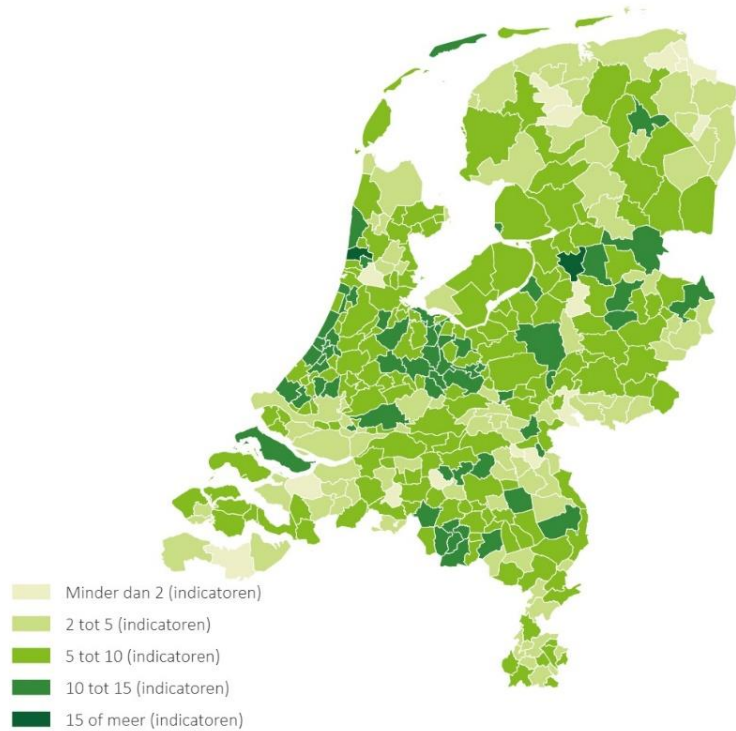 Minder dan 2 (indicatoren)
2 tot 5 (indicatoren)
5 tot 10 (indicatoren)
10 tot 15 (indicatoren)
15 of meer (indicatoren)